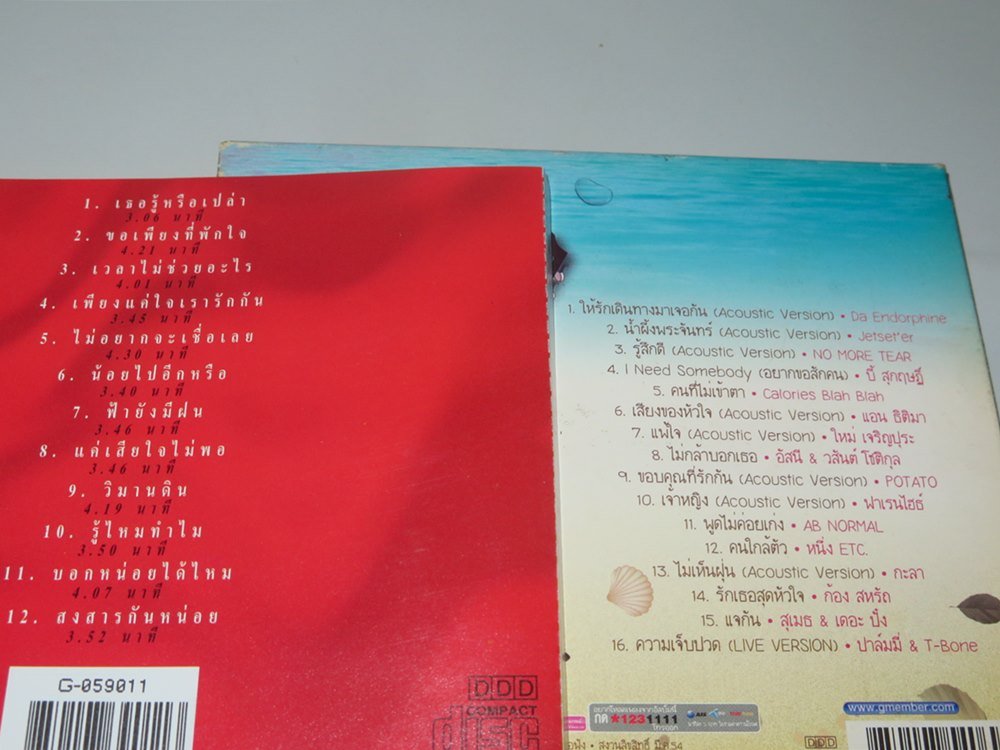 1. เธอรู้หรือเปล่า
3.06 นาที
2. ขอเพียงที่พักใจ
4.21 นาที
3. เวลาไม่ช่วยอะไร
4.01 นาที
4. เพียงแค่ใจเรารักกัน
3.45 นาที
5. ไม่อยากจะเชื่อเลย
4.30 นาที
6. น้อยไปอีกหรือ
3.40 นาที
7. ฟ้ายังมีฝน
3.46 นาที
8. แค่เสียใจไม่พอ
3.46 นาที
9. วิมานดิน
4.19 นาที
10. รู้ไหมทำไม
3.50 นาที
11. บอกหน่อยได้ไหม
4.07 นาที
12. สงสารกันหน่อย
3.52 นาที
G-059011
DDD
COMPACT
disc
1. ให้รักเดินทางมาเจอกัน (Acoustic Version) • Da Endorphine
2. น้ำผึ้งพระจันทร์ (Acoustic Version) • Jetset'er
3. รู้สึกดี (Acoustic Version) • NO MORE TEAR
4. I Need Somebody (อยากขอสักคน) • บี้ สุกฤษฎิ์
5. คนที่ไม่เข้าตา • Calories Blah Blah
6. เสียงของหัวใจ (Acoustic Version) • แอน ธิติมา
7. แพ้ใจ (Acoustic Version) • ใหม่ เจริญปุระ
8. ไม่กล้าบอกเธอ • อัสนี & วสันต์ โชติกุล
9. ขอบคุณที่รักกัน (Acoustic Version) • POTATO
10. เจ้าหญิง (Acoustic Version) • ฟาเรนไฮธ์
11. พูดไม่ค่อยเก่ง • AB NORMAL
12. คนใกล้ตัว • หนึ่ง ETC.
13. ไม่เห็นฝุ่น (Acoustic Version) • กะลา
14. รักเธอสุดหัวใจ • ก้อง สหรัถ
15. แจกัน • สุเมธ & เดอะ ปั๋ง
16. ความเจ็บปวด (LIVE VERSION) • ปาล์มมี่ & T-Bone
กด *1231111
โทรออก
www.gmember.com
สงวนลิขสิทธิ์ มี.ค.54
DDD